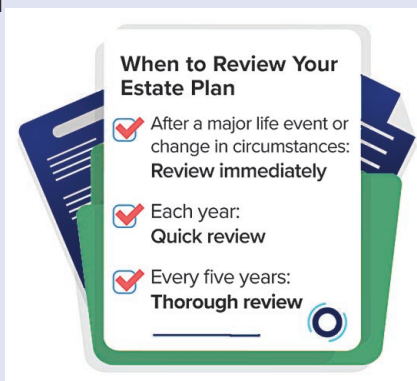 When to Review Your
Estate Plan
After a major life event or
change in circumstances:
Review immediately
Each year:
Quick review
Every five years:
Thorough review